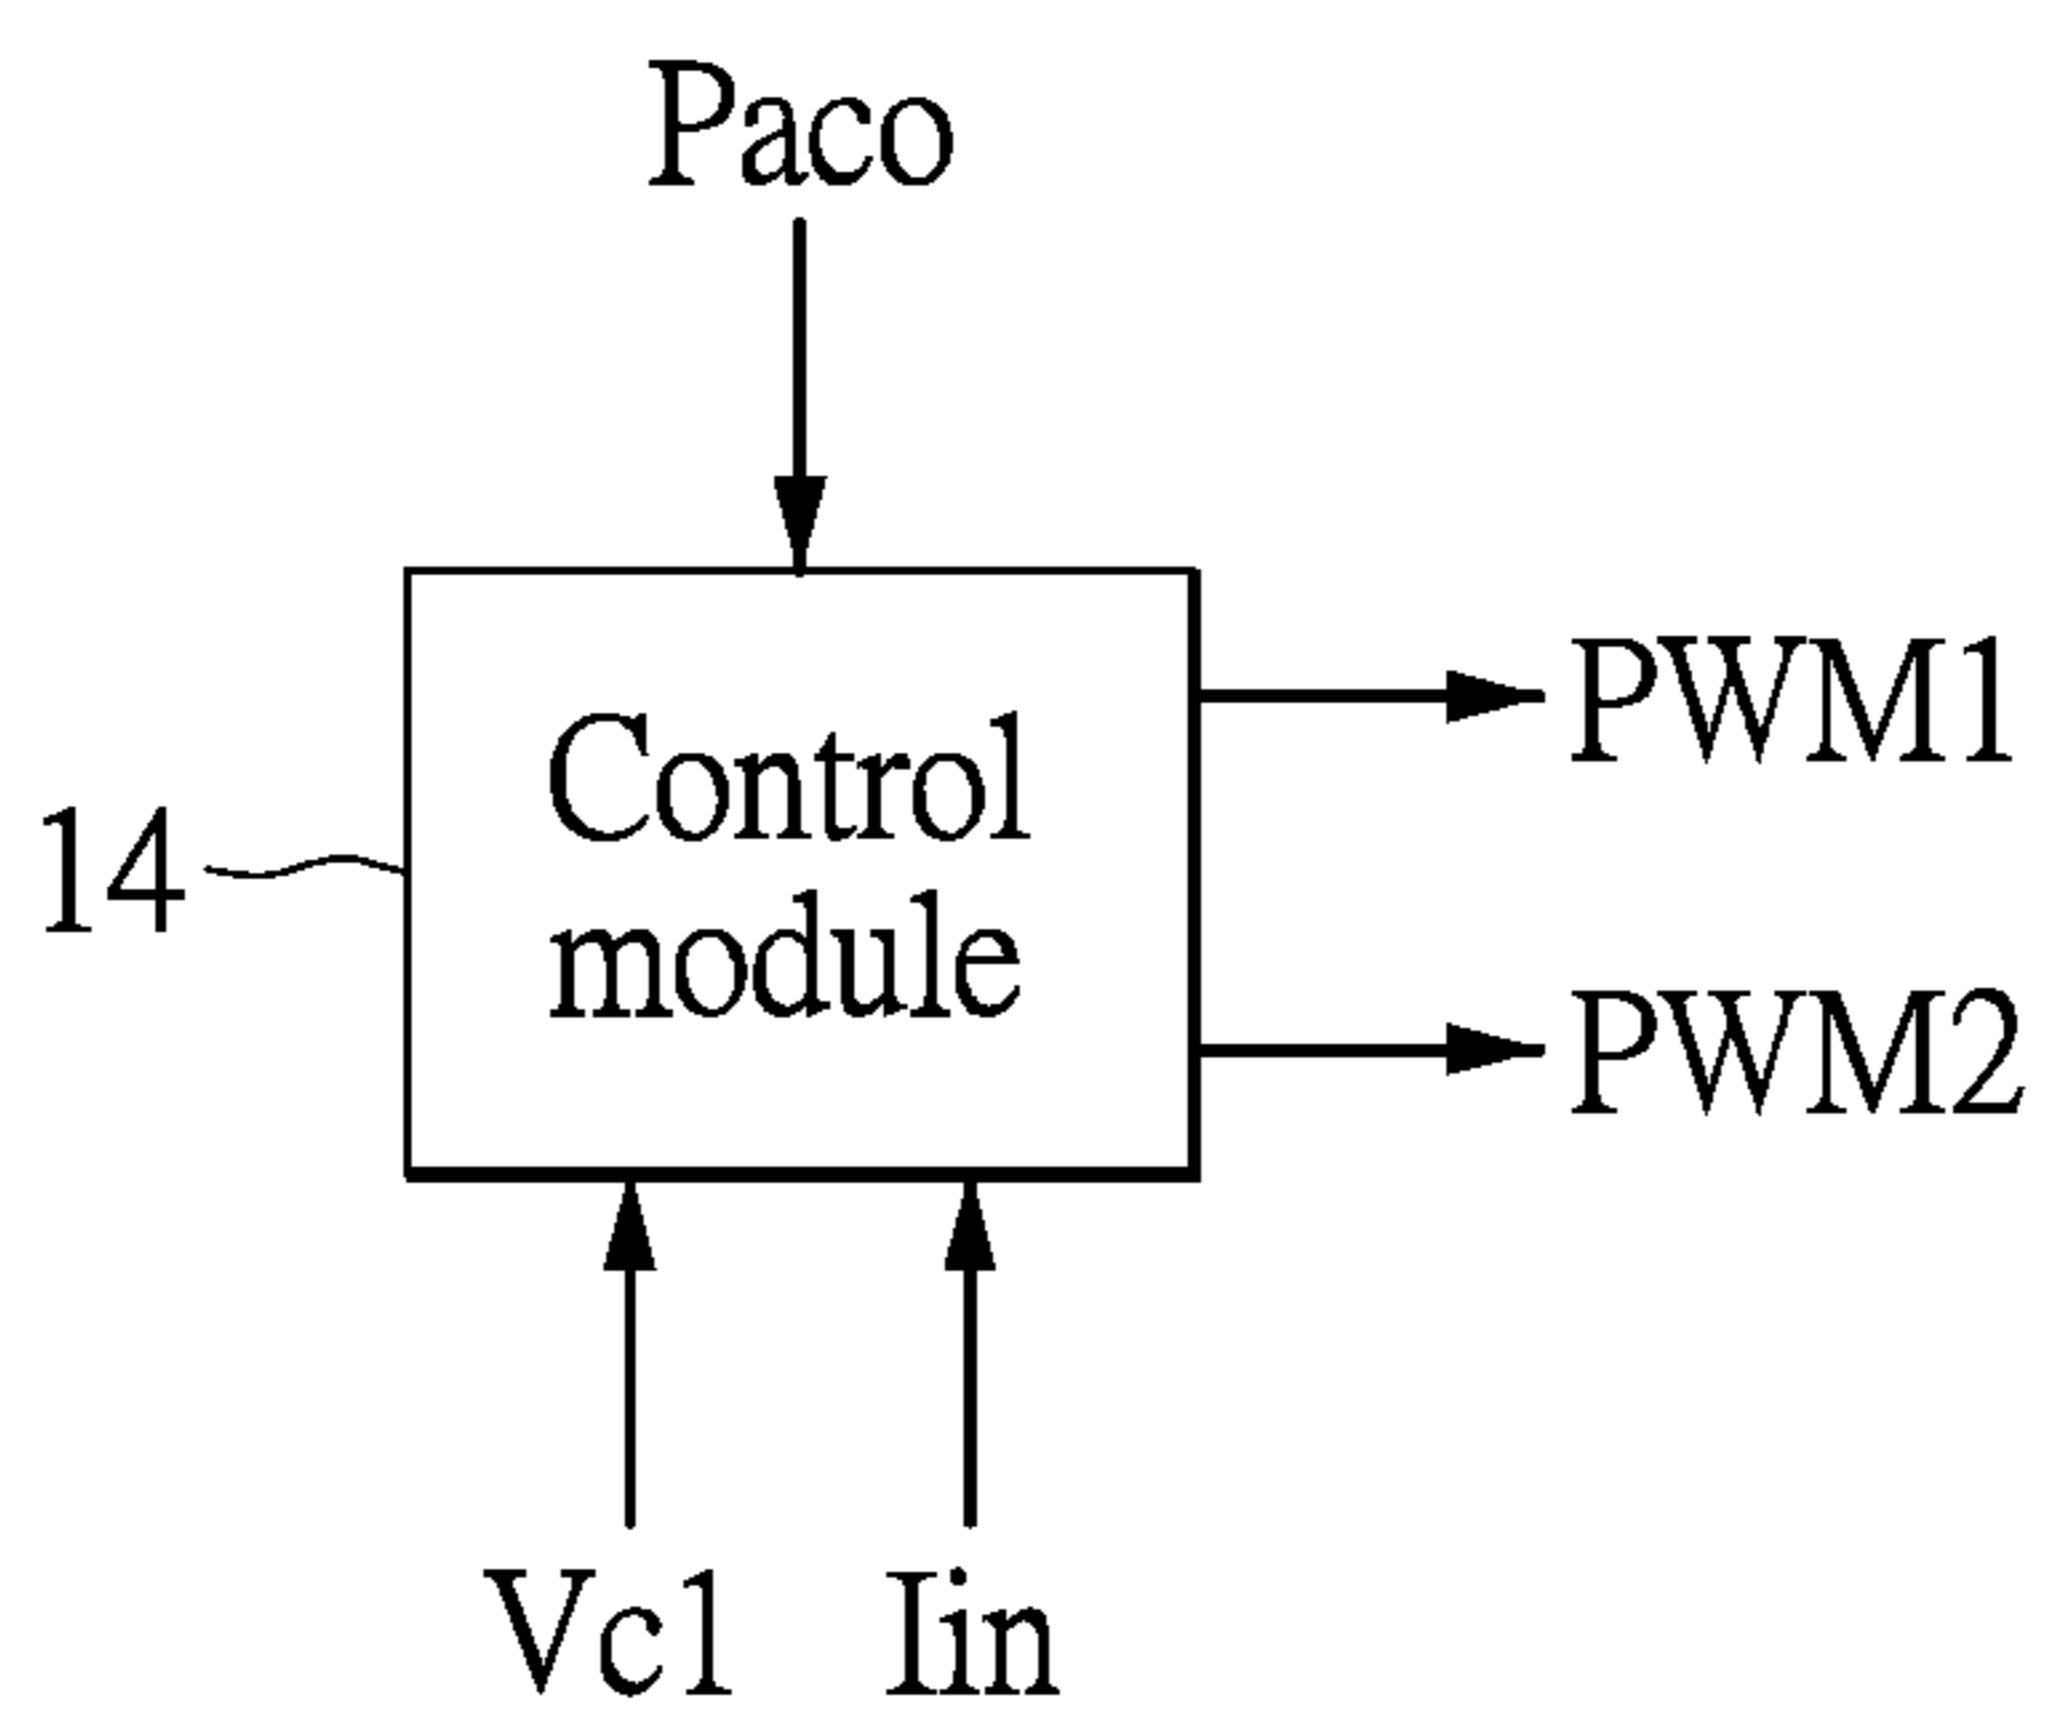 Paco
PWM1
Control
module
14
PWM2
Vc1
Iin